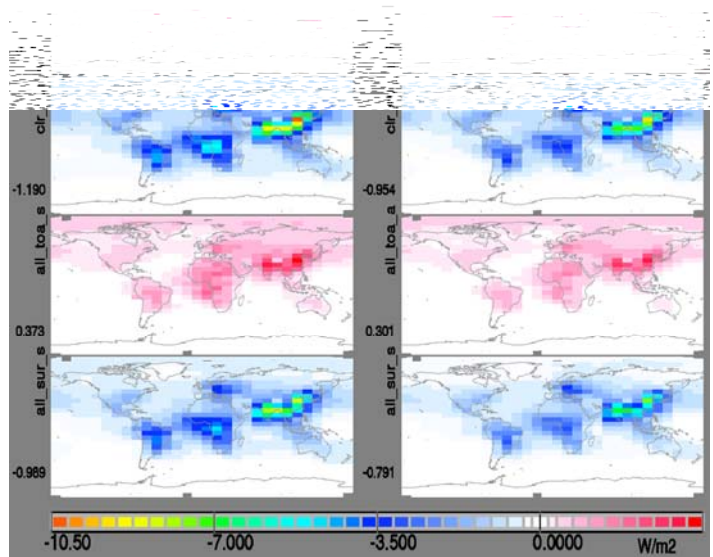 clr_
-1.190
clr_
-0.954
all_toa_s
0.373
all_toa_a
0.301
all_sur_s
-0.989
all_sur_s
-0.791
-10.50 -7.000 -3.500 0.0000 W/m2